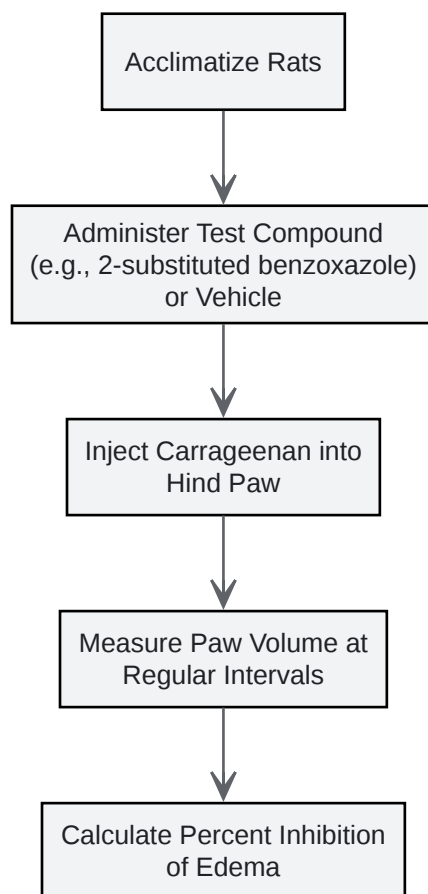 Acclimatize Rats
Administer Test Compound
(e.g., 2-substituted benzoxazole)
or Vehicle
Inject Carrageenan into
Hind Paw
Measure Paw Volume at
Regular Intervals
Calculate Percent Inhibition
of Edema